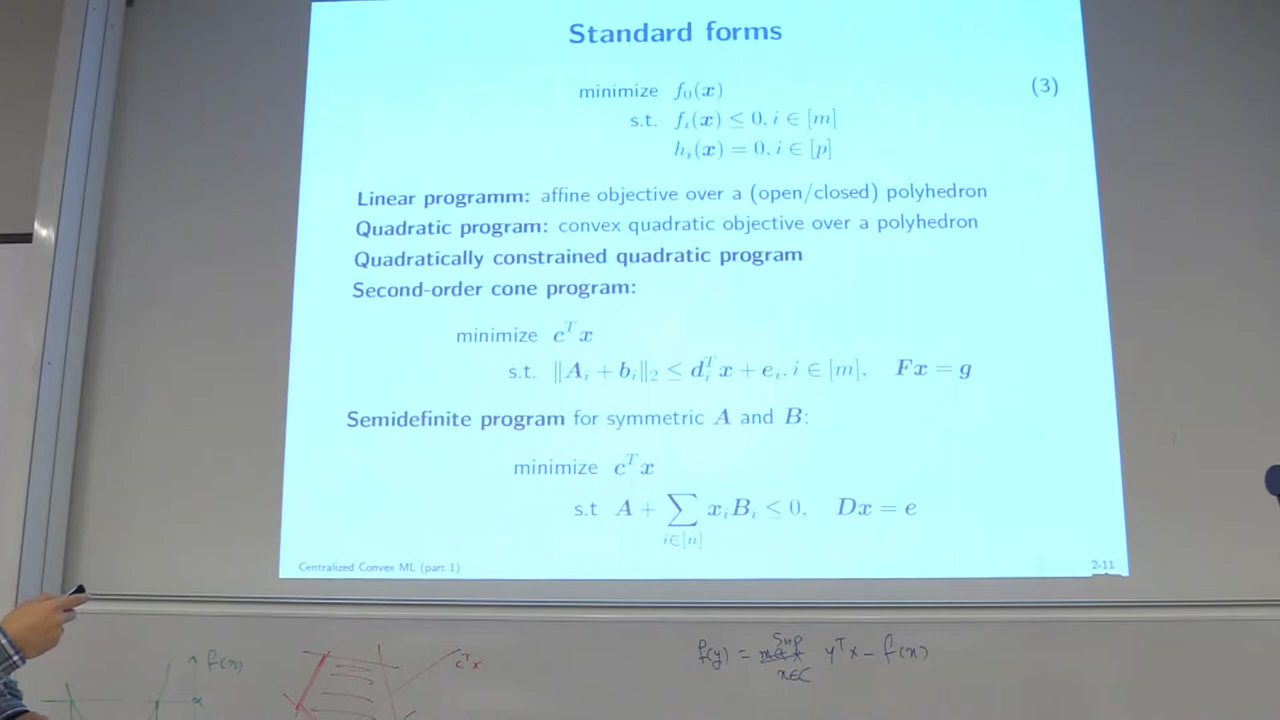 Standard forms
minimize f₀(x) (3)
s.t. fᵢ(x) ≤ 0, i ∈ [m]
hᵢ(x) = 0, i ∈ [p]
Linear programm: affine objective over a (open/closed) polyhedron
Quadratic program: convex quadratic objective over a polyhedron
Quadratically constrained quadratic program
Second-order cone program:
minimize cᵀx
s.t. ‖Aᵢ + bᵢ‖₂ ≤ dᵢᵀx + eᵢ, i ∈ [m], Fx = g
Semidefinite program for symmetric A and B:
minimize cᵀx
s.t A + ∑ xᵢBᵢ ≤ 0, Dx = e
i∈[n]
Centralized Convex ML (part 1) 2-11
f(y) = Sup yᵀx − f(x)
x∈C
f(x)
cᵀx